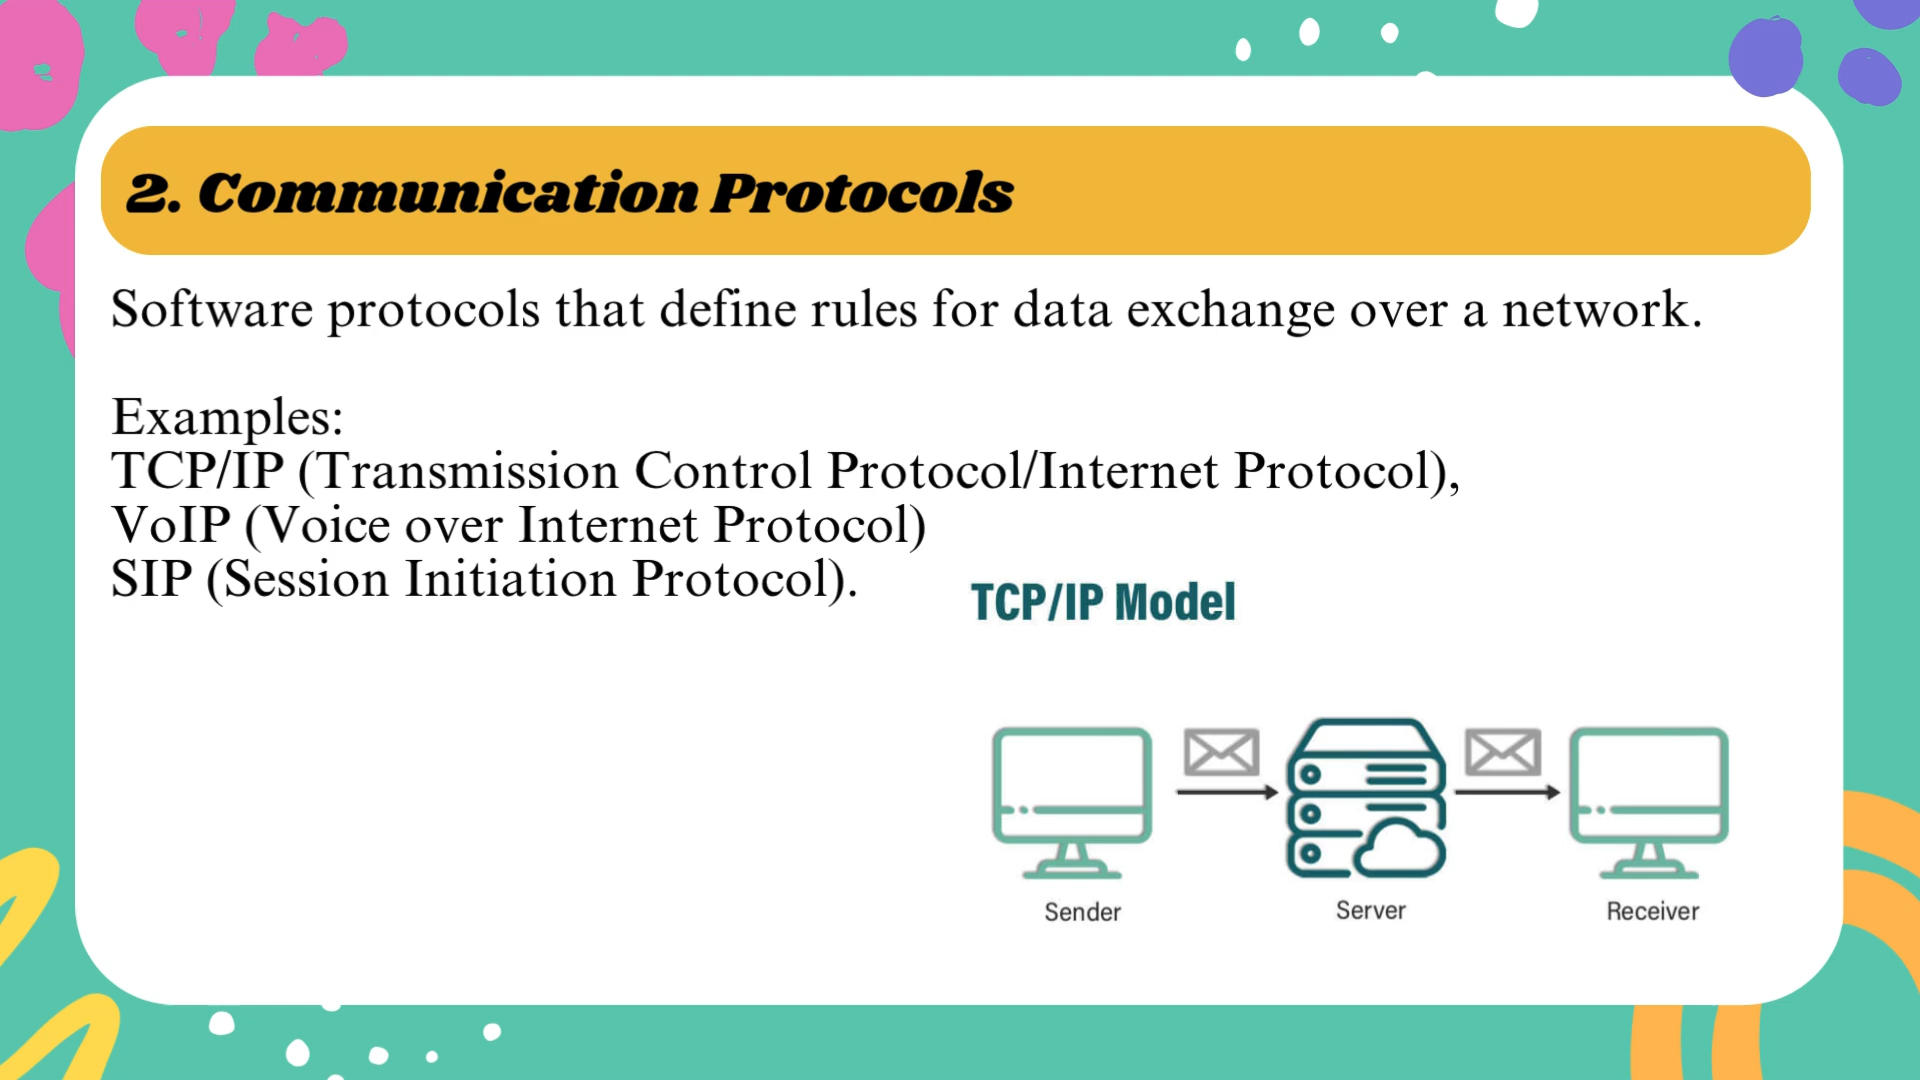 2. Communication Protocols
Software protocols that define rules for data exchange over a network.
Examples:
TCP/IP (Transmission Control Protocol/Internet Protocol),
VoIP (Voice over Internet Protocol)
SIP (Session Initiation Protocol).
TCP/IP Model
Sender
Server
Receiver